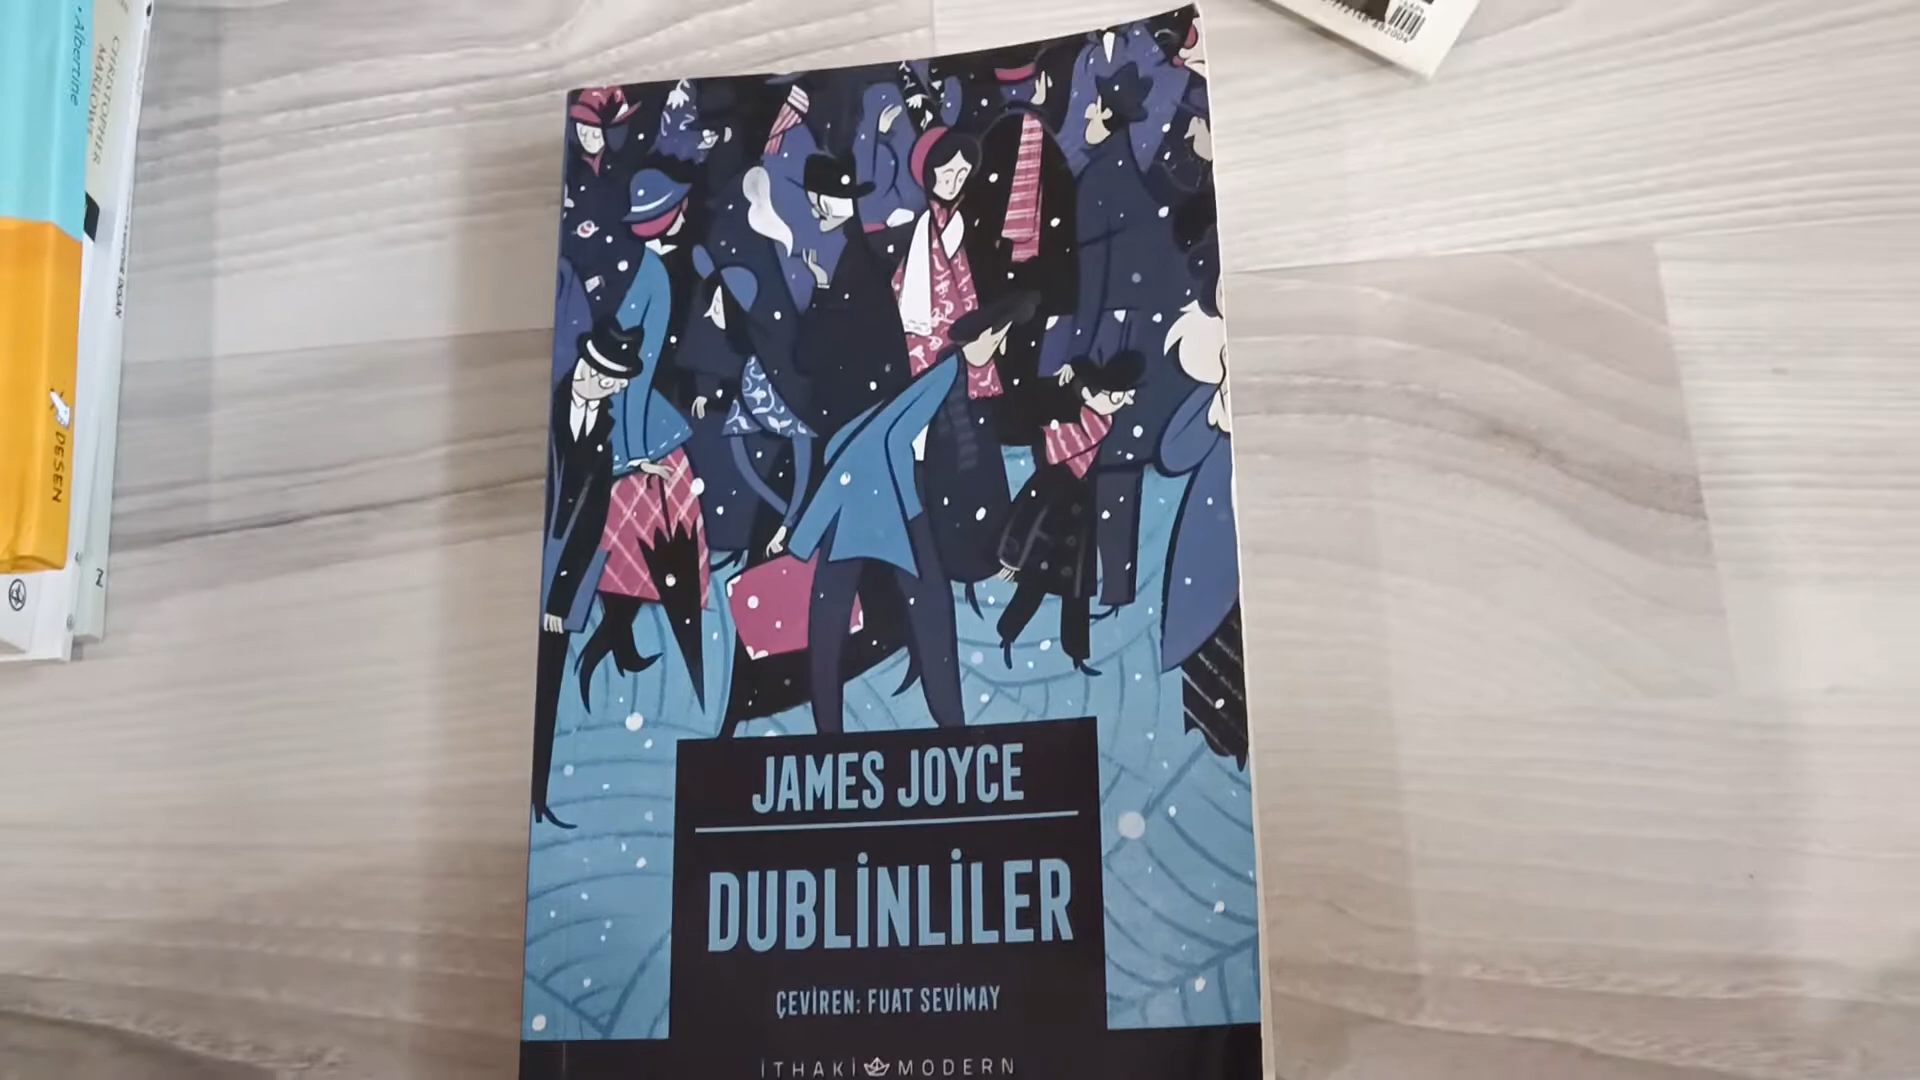 JAMES JOYCE
DUBLİNLİLER
ÇEVİREN: FUAT SEVİMAY
İTHAKİ MODERN
Albertine
CHRISTOPHER
MARLOWE
DESEN